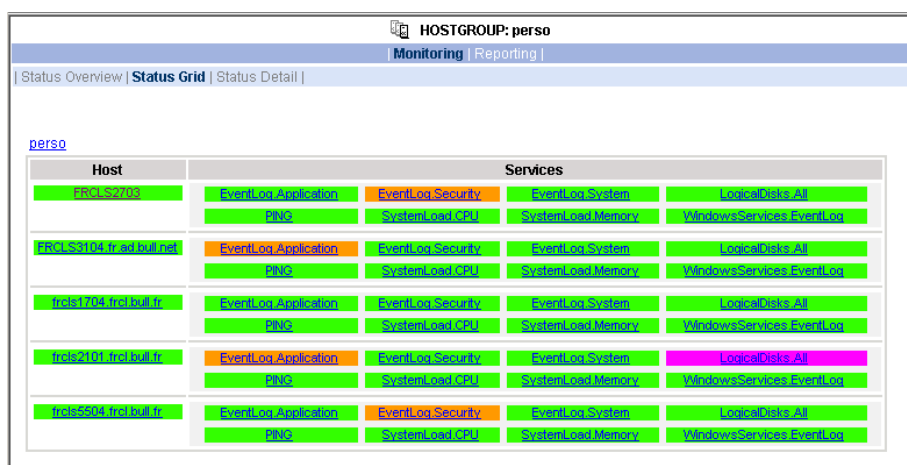 HOSTGROUP: perso
| Monitoring | Reporting |
| Status Overview | Status Grid | Status Detail |
perso
Host Services
FRCLS2703 EventLog.Application EventLog.Security EventLog.System LogicalDisks.All
PING SystemLoad.CPU SystemLoad.Memory WindowsServices.EventLog
FRCLS3104.fr.ad.bull.net EventLog.Application EventLog.Security EventLog.System LogicalDisks.All
PING SystemLoad.CPU SystemLoad.Memory WindowsServices.EventLog
frcls1704.frcl.bull.fr EventLog.Application EventLog.Security EventLog.System LogicalDisks.All
PING SystemLoad.CPU SystemLoad.Memory WindowsServices.EventLog
frcls2101.frcl.bull.fr EventLog.Application EventLog.Security EventLog.System LogicalDisks.All
PING SystemLoad.CPU SystemLoad.Memory WindowsServices.EventLog
frcls5504.frcl.bull.fr EventLog.Application EventLog.Security EventLog.System LogicalDisks.All
PING SystemLoad.CPU SystemLoad.Memory WindowsServices.EventLog